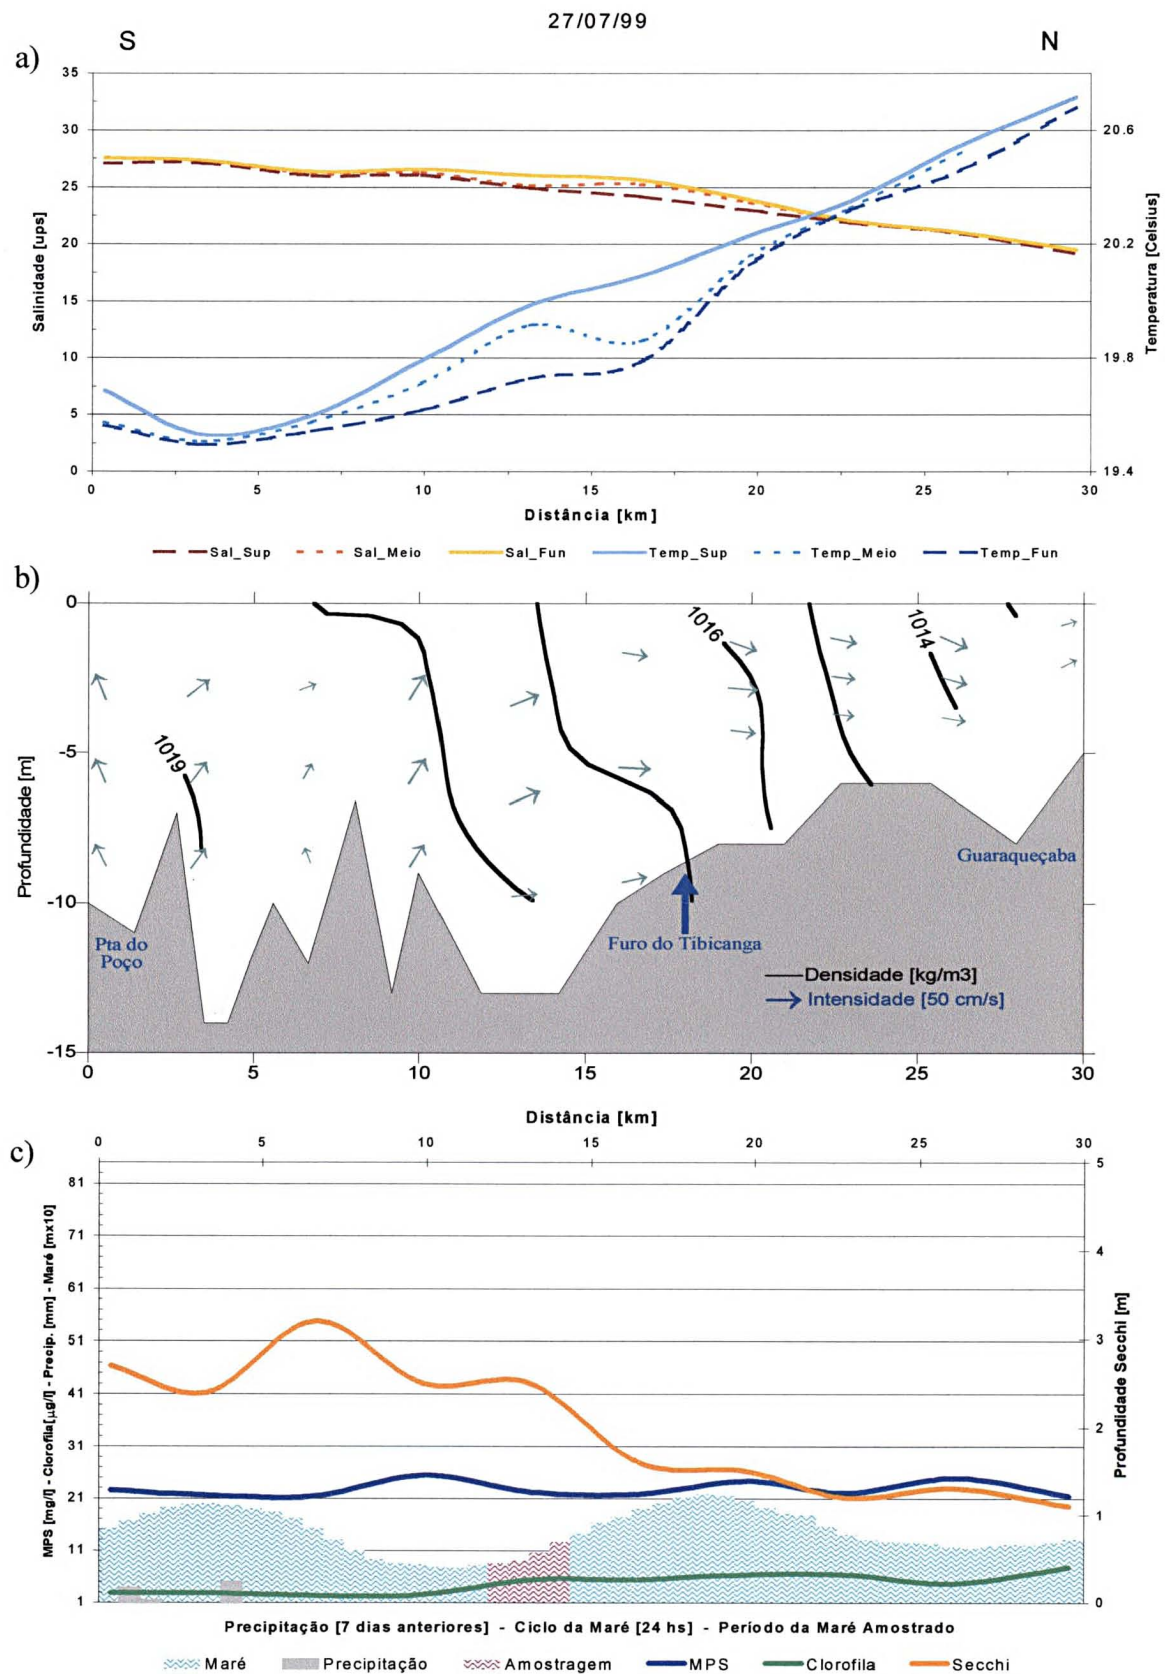 27/07/99
S N
a)
35
30
25
20
15
10
5
0
Salinidade [ups]
20.6
20.2
19.8
19.4
Temperatura [Celsius]
0 5 10 15 20 25 30
Distância [km]
Sal_Sup Sal_Meio Sal_Fun Temp_Sup Temp_Meio Temp_Fun
b)
0
-5
-10
-15
Profundidade [m]
1019
1016
1014
Guaraqueçaba
Pta do
Poço
Furo do Tibicanga
Densidade [kg/m3]
Intensidade [50 cm/s]
0 5 10 15 20 25 30
Distância [km]
c)
0 5 10 15 20 25 30
81
71
61
51
41
31
21
11
1
MPS [mg/l] - Clorofila[µg/l] - Precip. [mm] - Maré [mx10]
5
4
3
2
1
0
Profundidade Secchi [m]
Precipitação [7 dias anteriores] - Ciclo da Maré [24 hs] - Período da Maré Amostrado
Maré Precipitação Amostragem MPS Clorofila Secchi